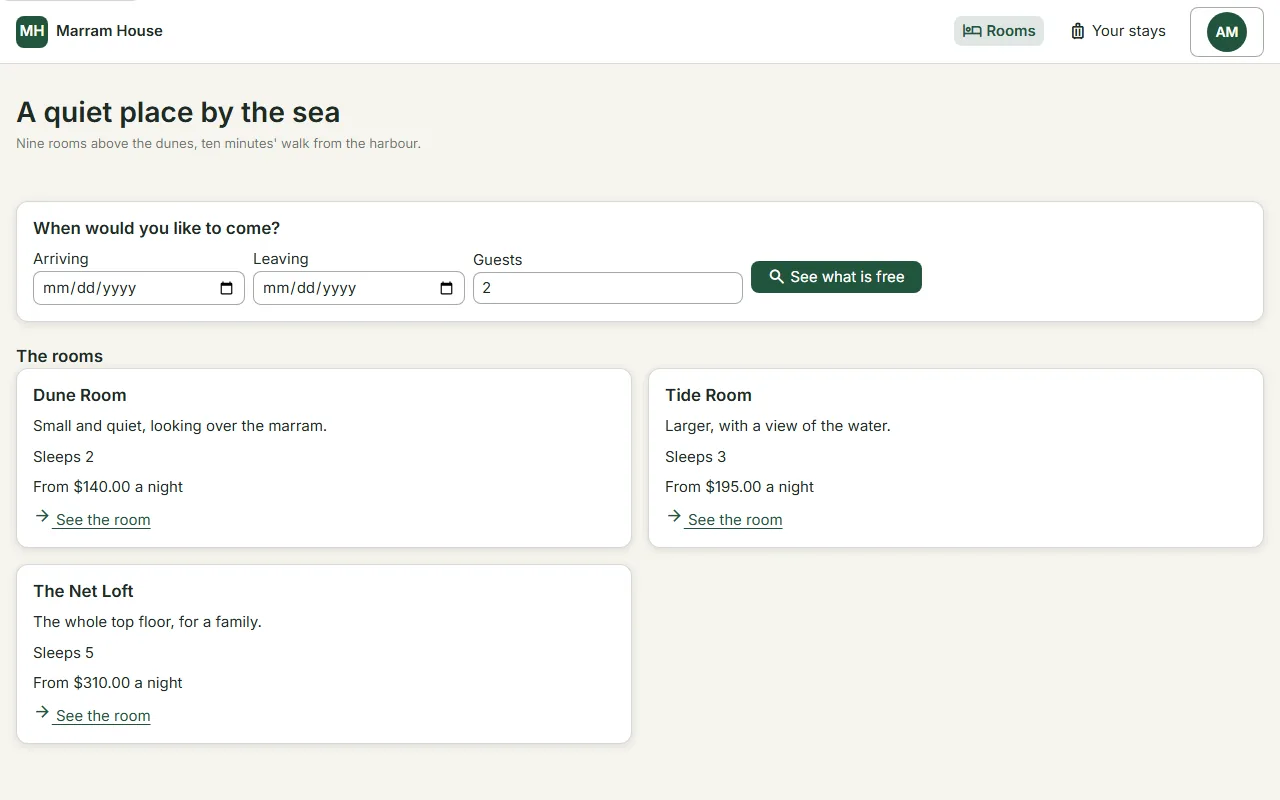 MH Marram House Rooms Your stays AM
A quiet place by the sea
Nine rooms above the dunes, ten minutes' walk from the harbour.
When would you like to come?
Arriving Leaving Guests
mm/dd/yyyy mm/dd/yyyy 2 See what is free
The rooms
Dune Room
Small and quiet, looking over the marram.
Sleeps 2
From $140.00 a night
See the room
Tide Room
Larger, with a view of the water.
Sleeps 3
From $195.00 a night
See the room
The Net Loft
The whole top floor, for a family.
Sleeps 5
From $310.00 a night
See the room